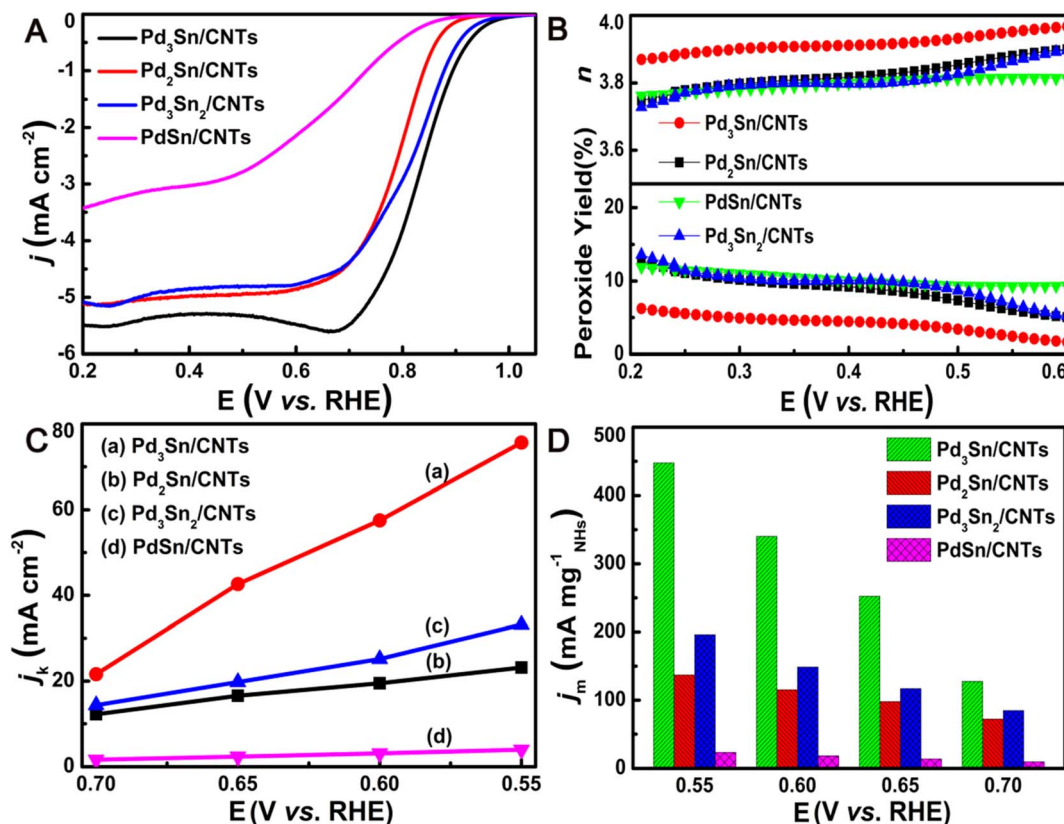 A
Pd₃Sn/CNTs
Pd₂Sn/CNTs
Pd₃Sn₂/CNTs
PdSn/CNTs
j (mA cm⁻²)
0
-1
-2
-3
-4
-5
-6
0.2 0.4 0.6 0.8 1.0
E (V vs. RHE)
B
n
4.0
3.8
3.6
Pd₃Sn/CNTs
Pd₂Sn/CNTs
PdSn/CNTs
Pd₃Sn₂/CNTs
Peroxide Yield(%)
20
10
0
0.2 0.3 0.4 0.5 0.6
E (V vs. RHE)
C
(a) Pd₃Sn/CNTs
(b) Pd₂Sn/CNTs
(c) Pd₃Sn₂/CNTs
(d) PdSn/CNTs
(a)
(c)
(b)
(d)
jₖ (mA cm⁻²)
80
60
40
20
0
0.70 0.65 0.60 0.55
E (V vs. RHE)
D
Pd₃Sn/CNTs
Pd₂Sn/CNTs
Pd₃Sn₂/CNTs
PdSn/CNTs
jₘ (mA mg⁻¹ NHs)
500
400
300
200
100
0
0.55 0.60 0.65 0.70
E (V vs. RHE)